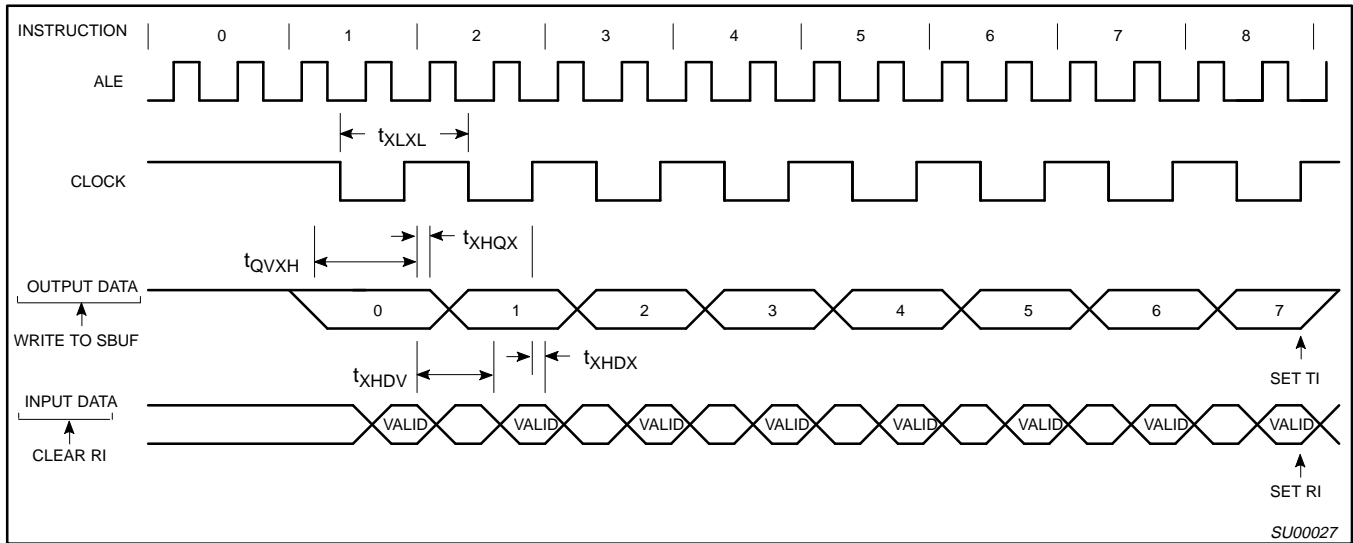 INSTRUCTION 0 1 2 3 4 5 6 7 8
ALE
tXLXL
CLOCK
tXHQX
tQVXH
OUTPUT DATA
0 1 2 3 4 5 6 7
WRITE TO SBUF
tXHDX
tXHDV
SET TI
INPUT DATA
VALID VALID VALID VALID VALID VALID VALID VALID
CLEAR RI
SET RI
SU00027